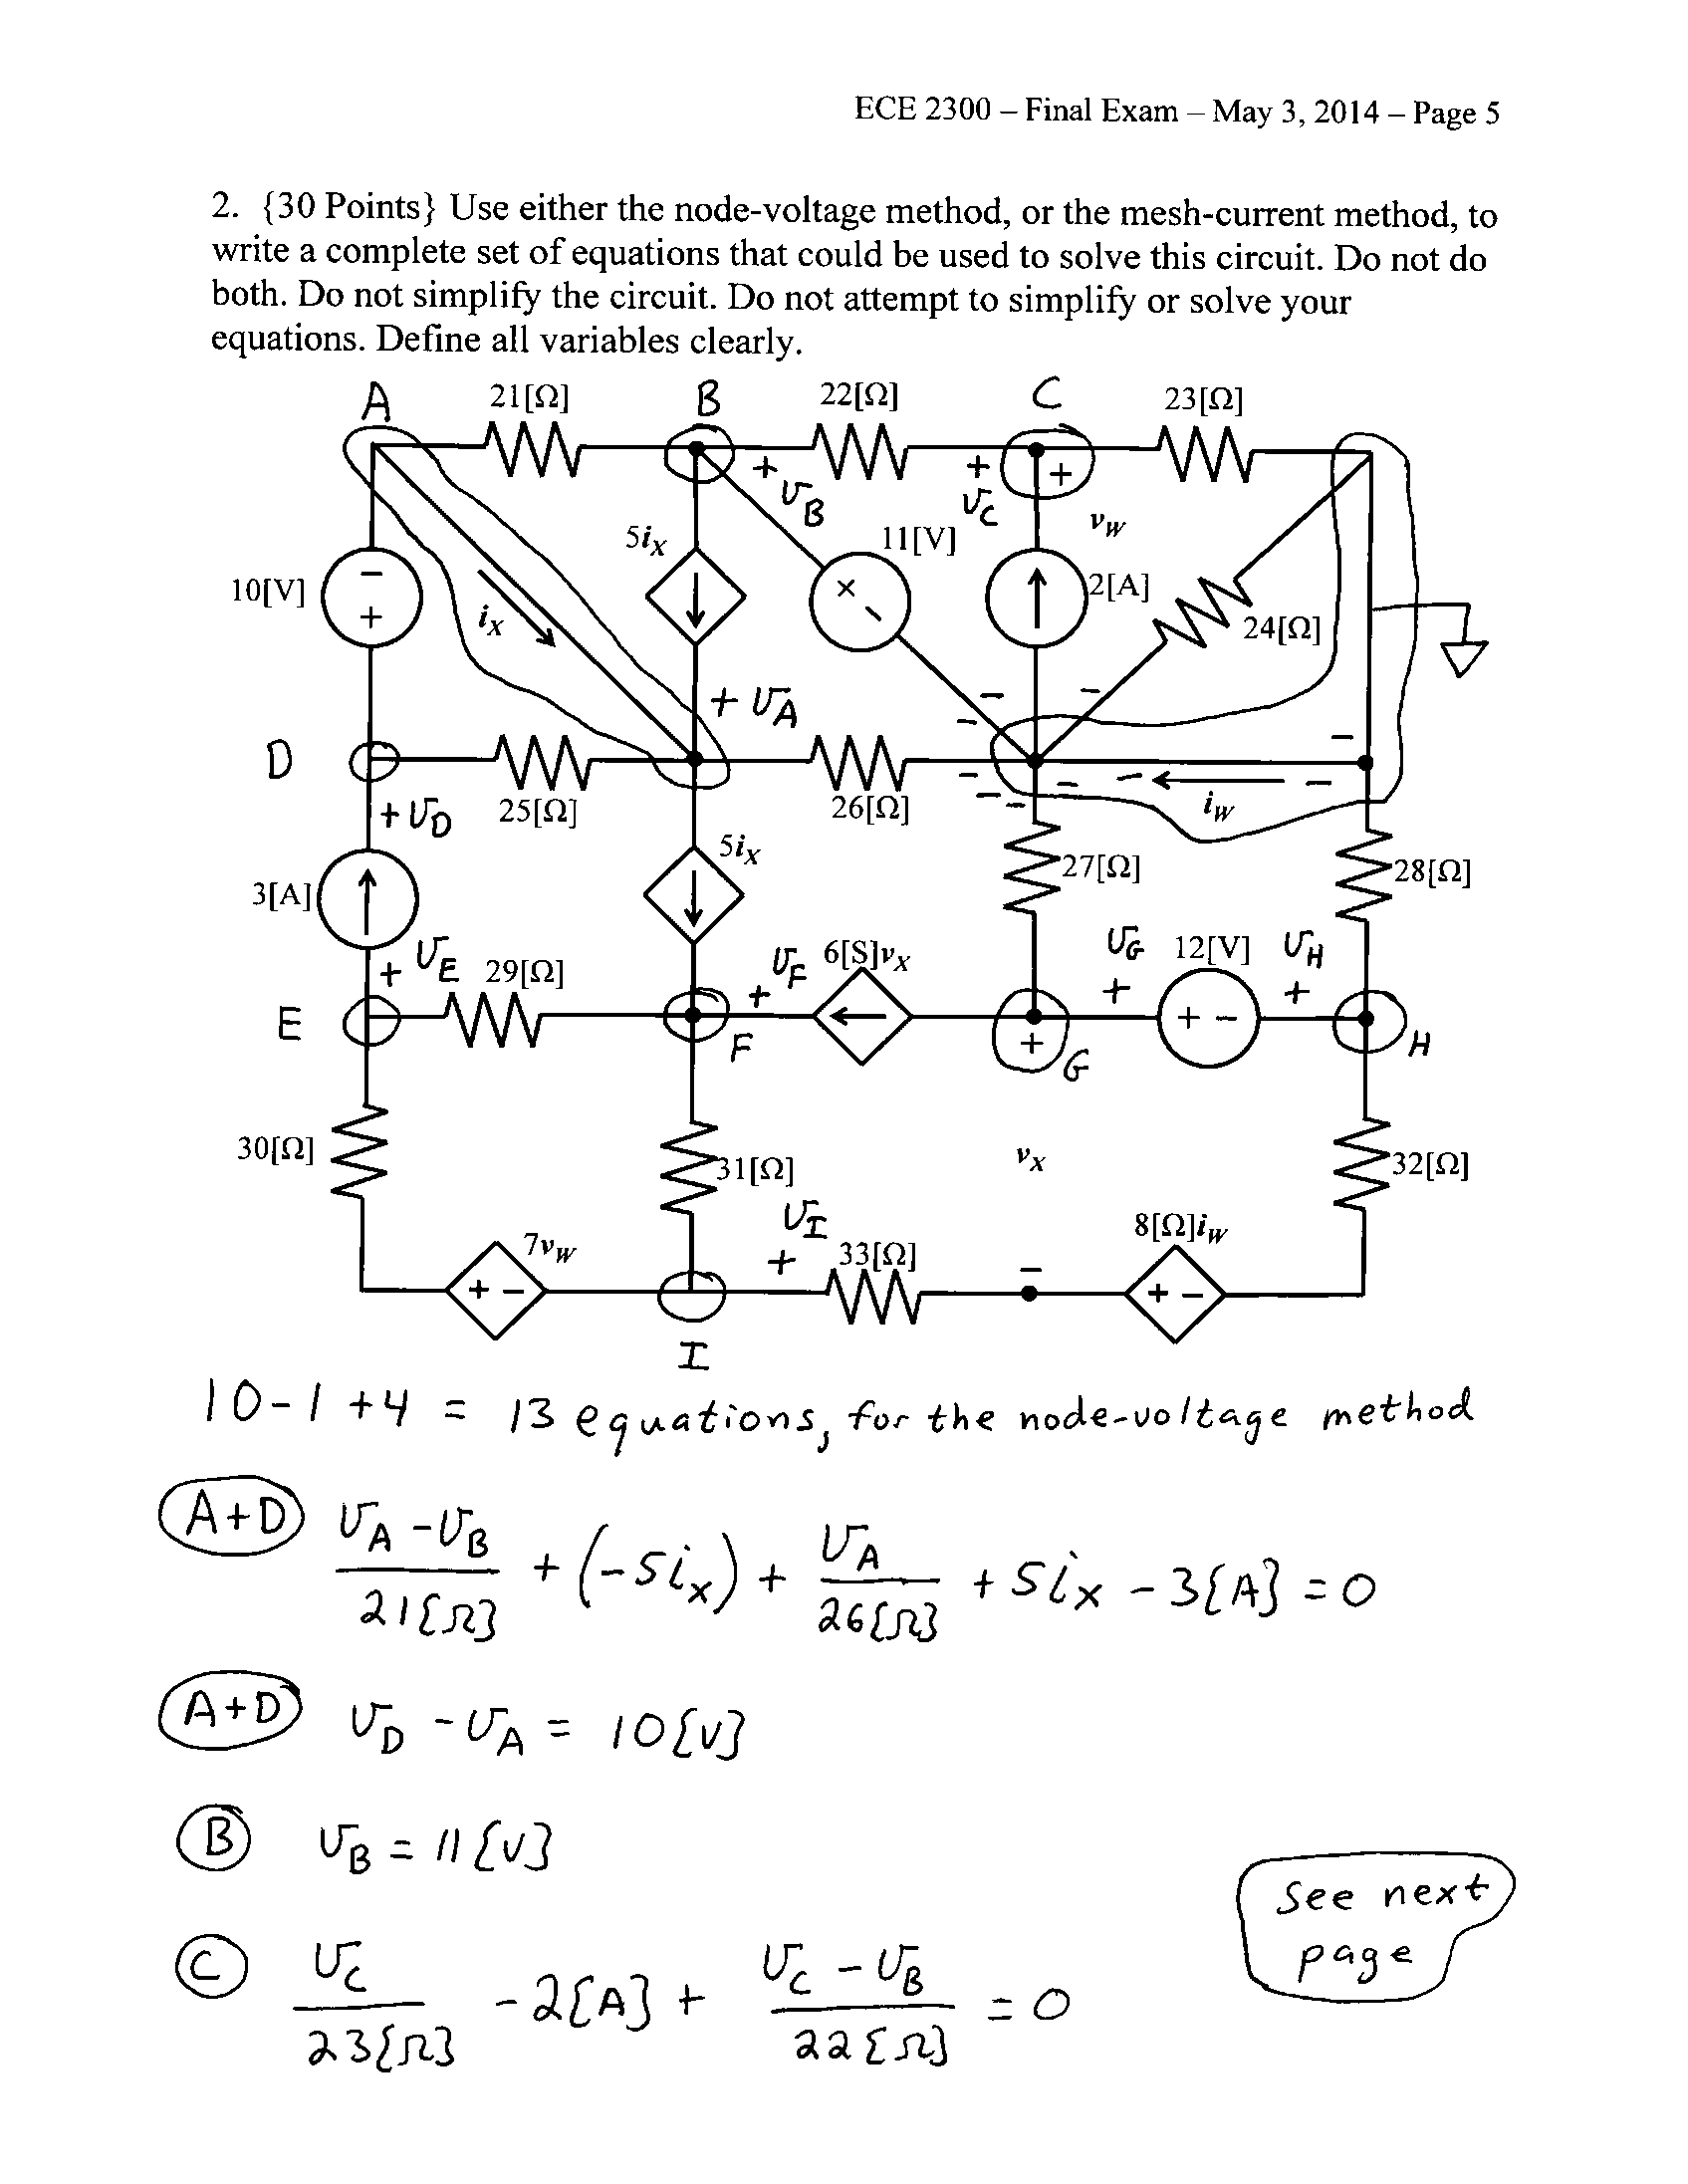 ECE 2300 – Final Exam – May 3, 2014 – Page 5
2. {30 Points} Use either the node-voltage method, or the mesh-current method, to
write a complete set of equations that could be used to solve this circuit. Do not do
both. Do not simplify the circuit. Do not attempt to simplify or solve your
equations. Define all variables clearly.
A 21[Ω] B 22[Ω] C 23[Ω]
+ v_B + v_C +
5i_X 11[V] v_W
10[V] - + i_X + - 2[A] 24[Ω]
+ v_A - - -
D - -
+ v_D 25[Ω] 26[Ω] - - - - - i_W -
5i_X
3[A] 27[Ω] 28[Ω]
+ v_E 29[Ω] v_F 6[S]v_X v_G 12[V] v_H
+ + +
E F + G + - H
30[Ω] 31[Ω] v_X 32[Ω]
v_I
7v_W + 33[Ω] - 8[Ω]i_W
+ - + -
I
10-1+4 = 13 equations, for the node-voltage method
A+D (v_A - v_B)/21[Ω] + (-5i_x) + v_A/26[Ω] + 5i_x - 3[A] = 0
A+D v_D - v_A = 10[V]
B v_B = 11[V]
C v_C/23[Ω] - 2[A] + (v_C - v_B)/22[Ω] = 0
See next
page